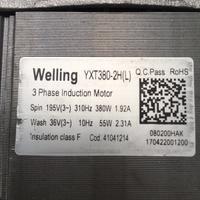 Welling YXT380-2H(L) Q.C.Pass RoHS
3 Phase Induction Motor
Spin 195V(3~) 310Hz 380W 1.92A
Wash 36V(3~) 10Hz 55W 2.31A
Insulation class F Cod: 41041214
080200HAK
170422001200